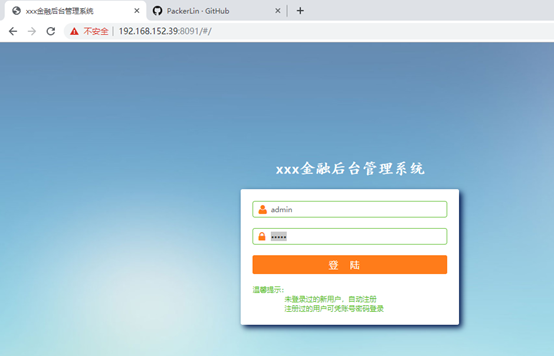 xxx金融后台管理系统
PackerLin · GitHub
不安全 | 192.168.152.39:8091/#/
xxx金融后台管理系统
admin
•••••
登 陆
温馨提示:
未登录过的新用户，自动注册
注册过的用户可凭账号密码登录